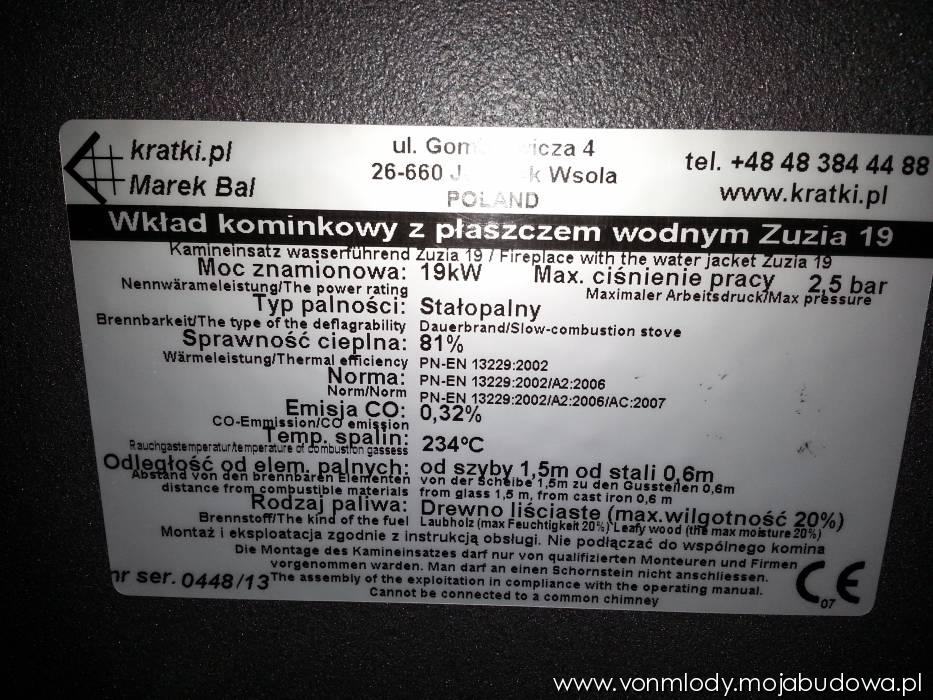 kratki.pl
Marek Bal
ul.
26-660 Wsola
POLAND
tel. +48 48 384 44 88
www.kratki.pl
Wkład kominkowy z płaszczem wodnym Zuzia 19
Kamineinsatz wasserführend Zuzia 19 / Fireplace with the water jacket Zuzia 19
Moc znamionowa: 19kW Max. ciśnienie pracy 2,5 bar
Nennwärameleistung/The power rating Maximaler Arbeitsdruck/Max pressure
Typ palności: Stałopalny
Brennbarkeit/The type of the deflagrability Dauerbrand/Slow-combustion stove
Sprawność cieplna: 81%
Wärmeleistung/Thermal efficiency PN-EN 13229:2002
Norma: PN-EN 13229:2002/A2:2006
Norm/Norm PN-EN 13229:2002/A2:2006/AC:2007
Emisja CO: 0,32%
CO-Emmission/CO emission
Temp. spalin: 234ºC
Rauchgastemperatur/temperature of combustion gassess
Odległość od elem. palnych: od szyby 1,5m od stali 0,6m
Abstand von den brennbaren Elementen von der Scheibe 1,5m zu den Gussteilen 0,6m
distance from combustible materials from glass 1,5 m, from cast iron 0,6 m
Rodzaj paliwa: Drewno liściaste (max.wilgotność 20%)
Brennstoff/The kind of the fuel Laubholz (max Feuchtigkeit 20%) Leafy wood (the max moisture 20%)
Montaż i eksploatacja zgodnie z instrukcją obsługi. Nie podłączać do wspólnego komina
Die Montage des Kamineinsatzes darf nur von qualifizierten Monteuren und Firmen
vorgenommen warden. Man darf an einen Schornstein nicht anschliessen.
nr ser. 0448/13 The assembly of the exploitation in compliance with the operating manual.
Cannot be connected to a common chimney
CE
07
www.vonmlody.mojabudowa.pl